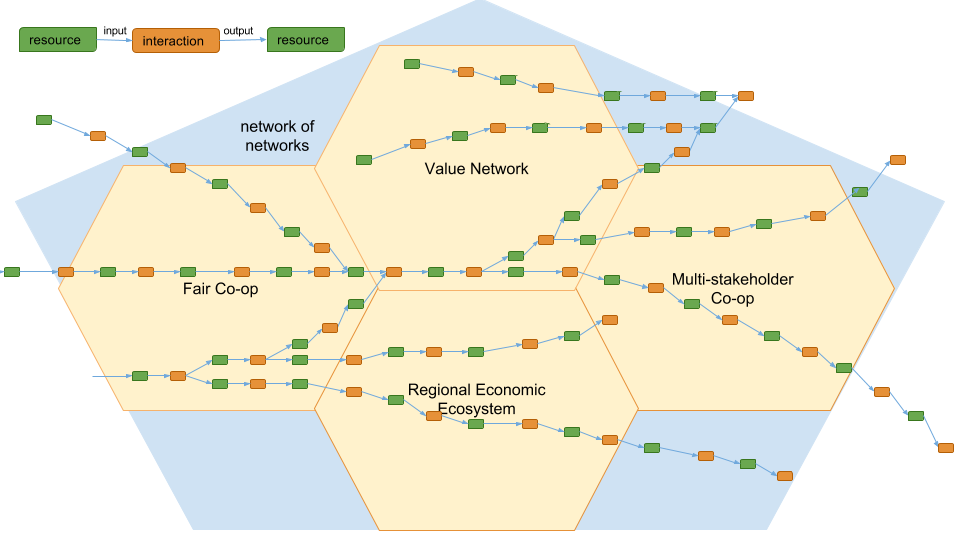 resource
input
interaction
output
resource
network of
networks
Value Network
Fair Co-op
Multi-stakeholder
Co-op
Regional Economic
Ecosystem